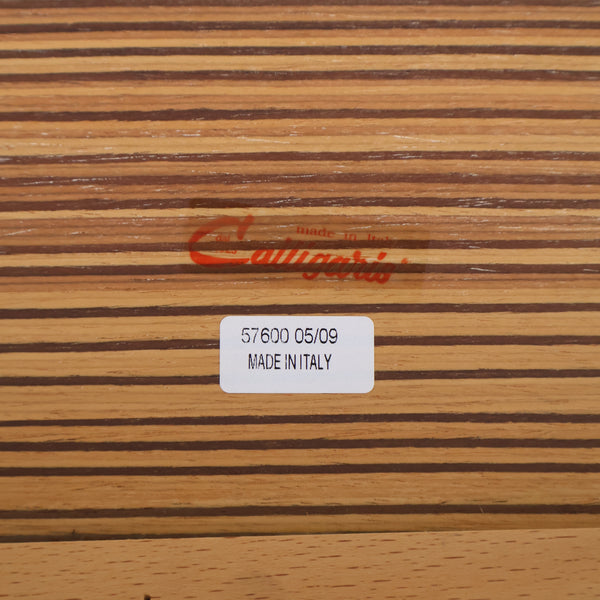 made in Italy
Calligaris
57600 05/09
MADE IN ITALY